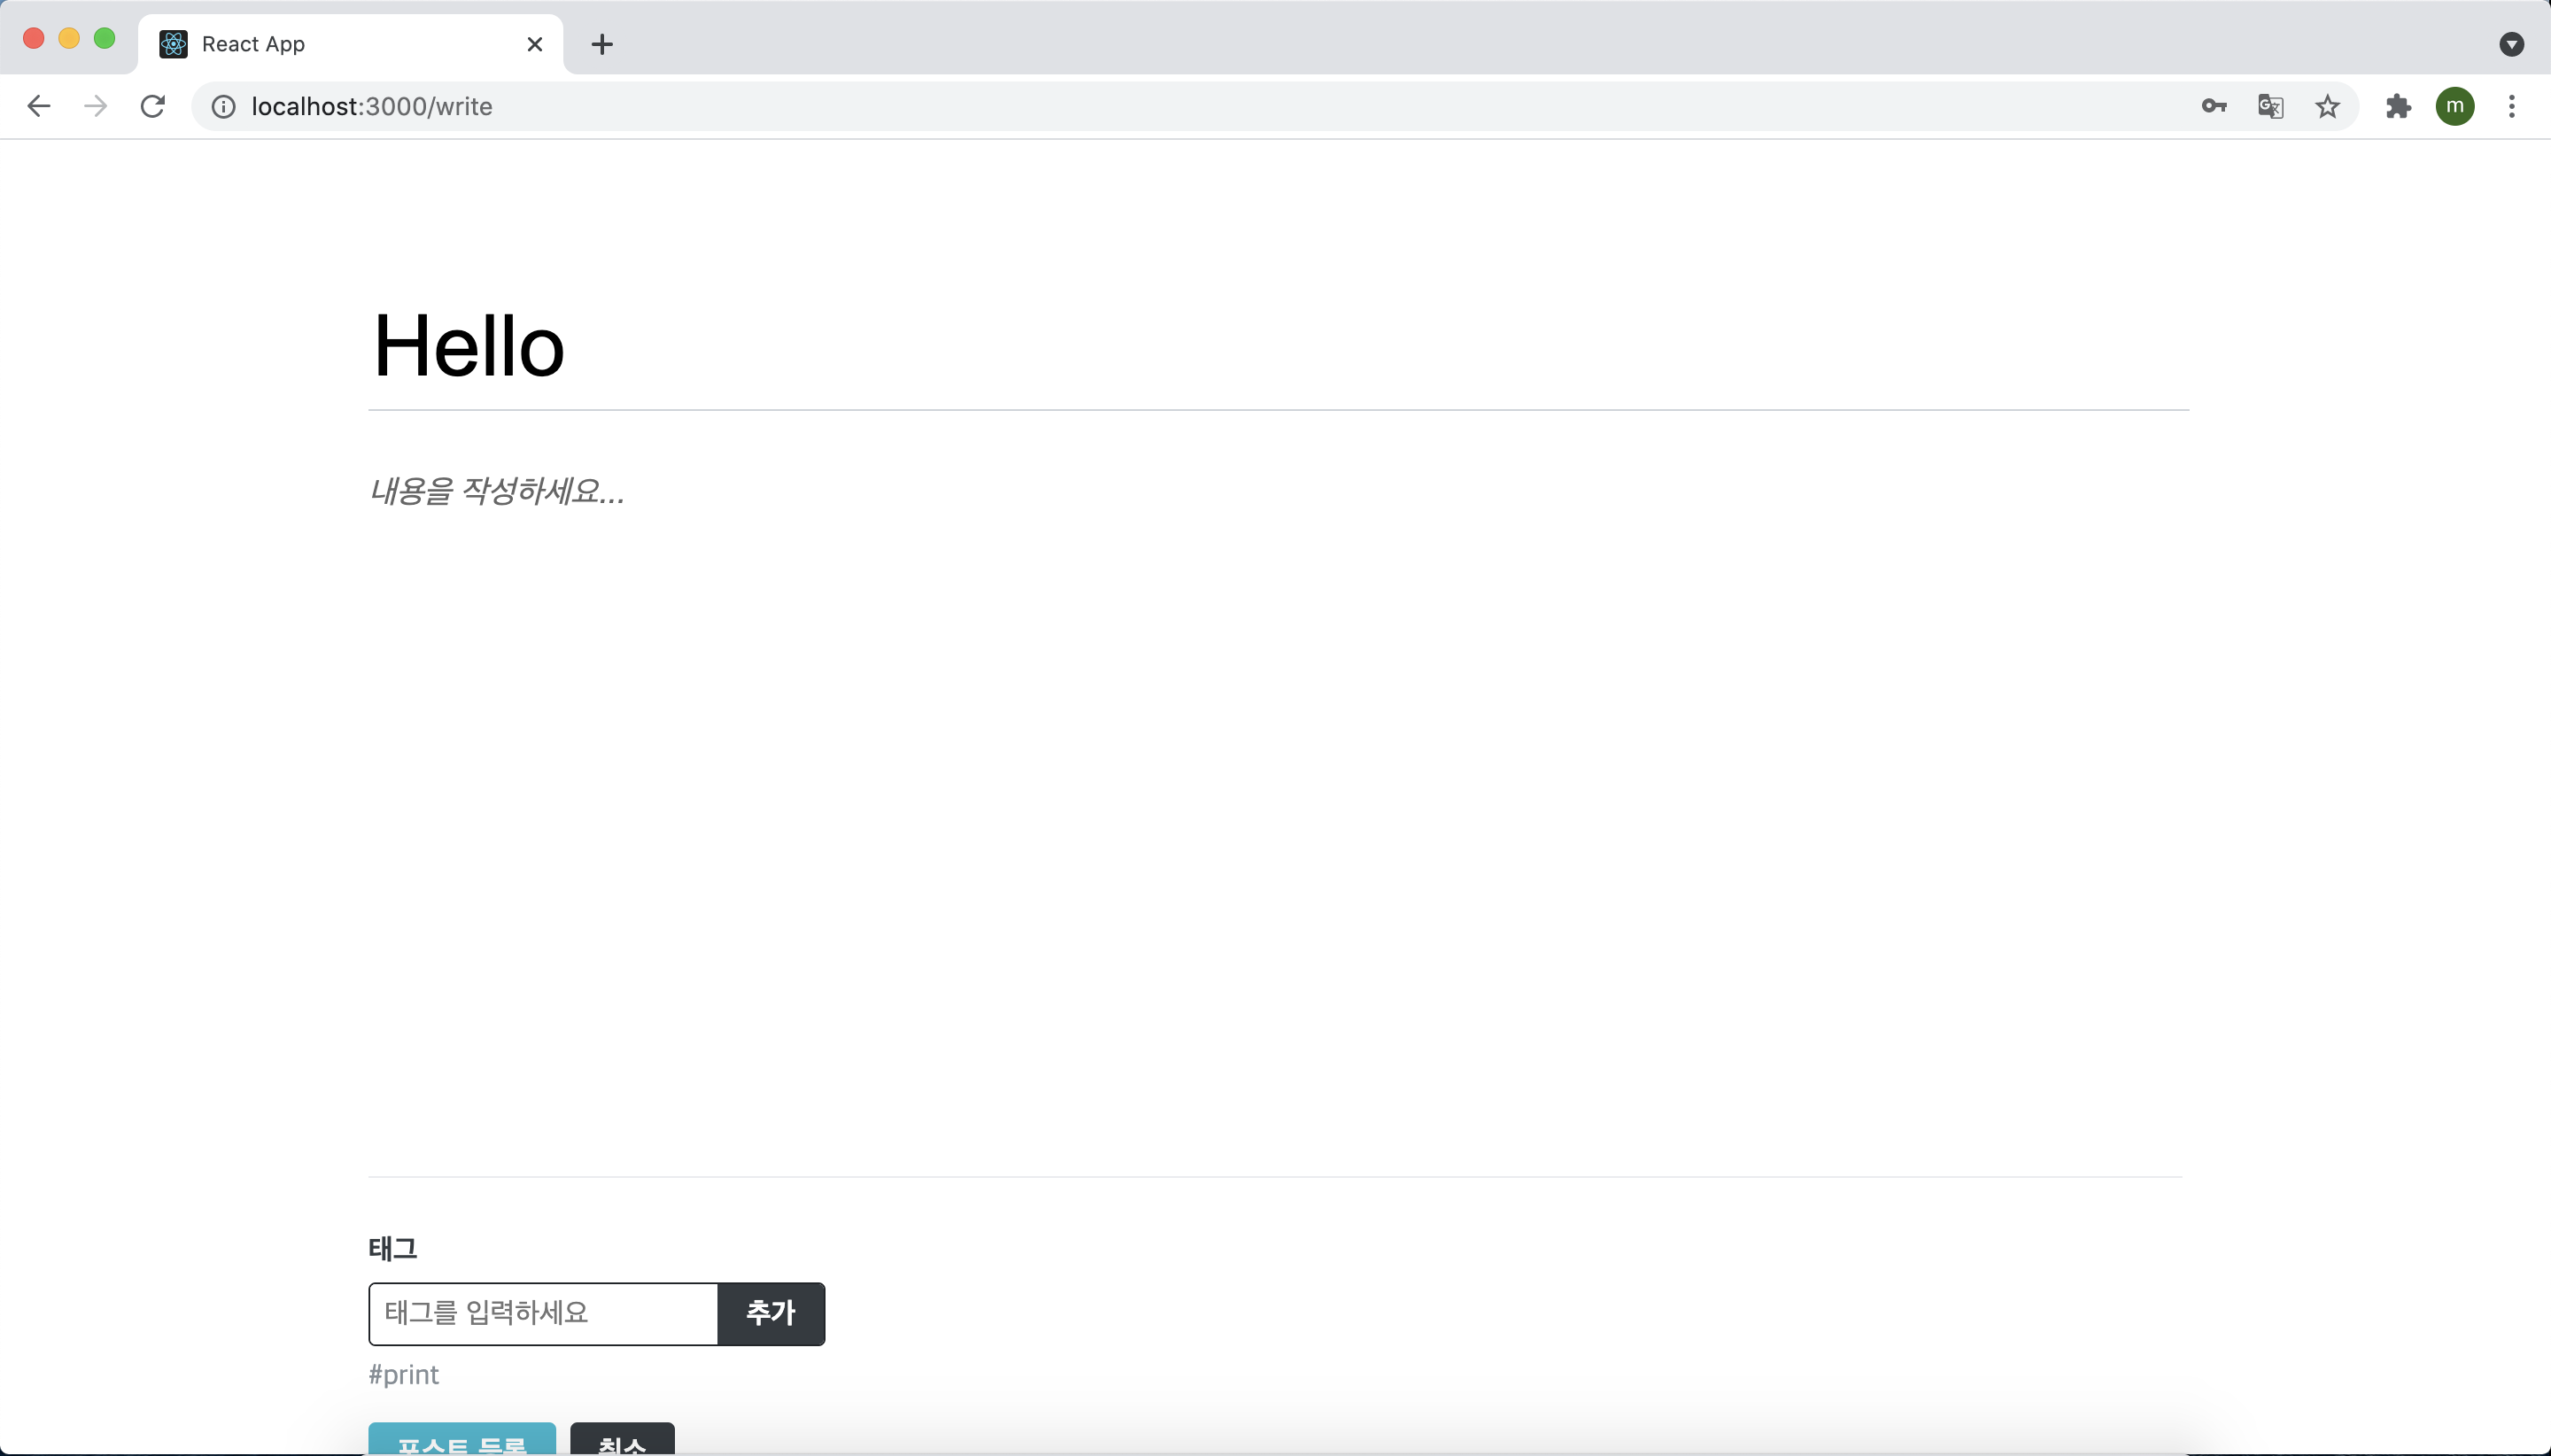 React App
localhost:3000/write
m
Hello
내용을 작성하세요...
태그
태그를 입력하세요 추가
#print
포스트 등록 취소